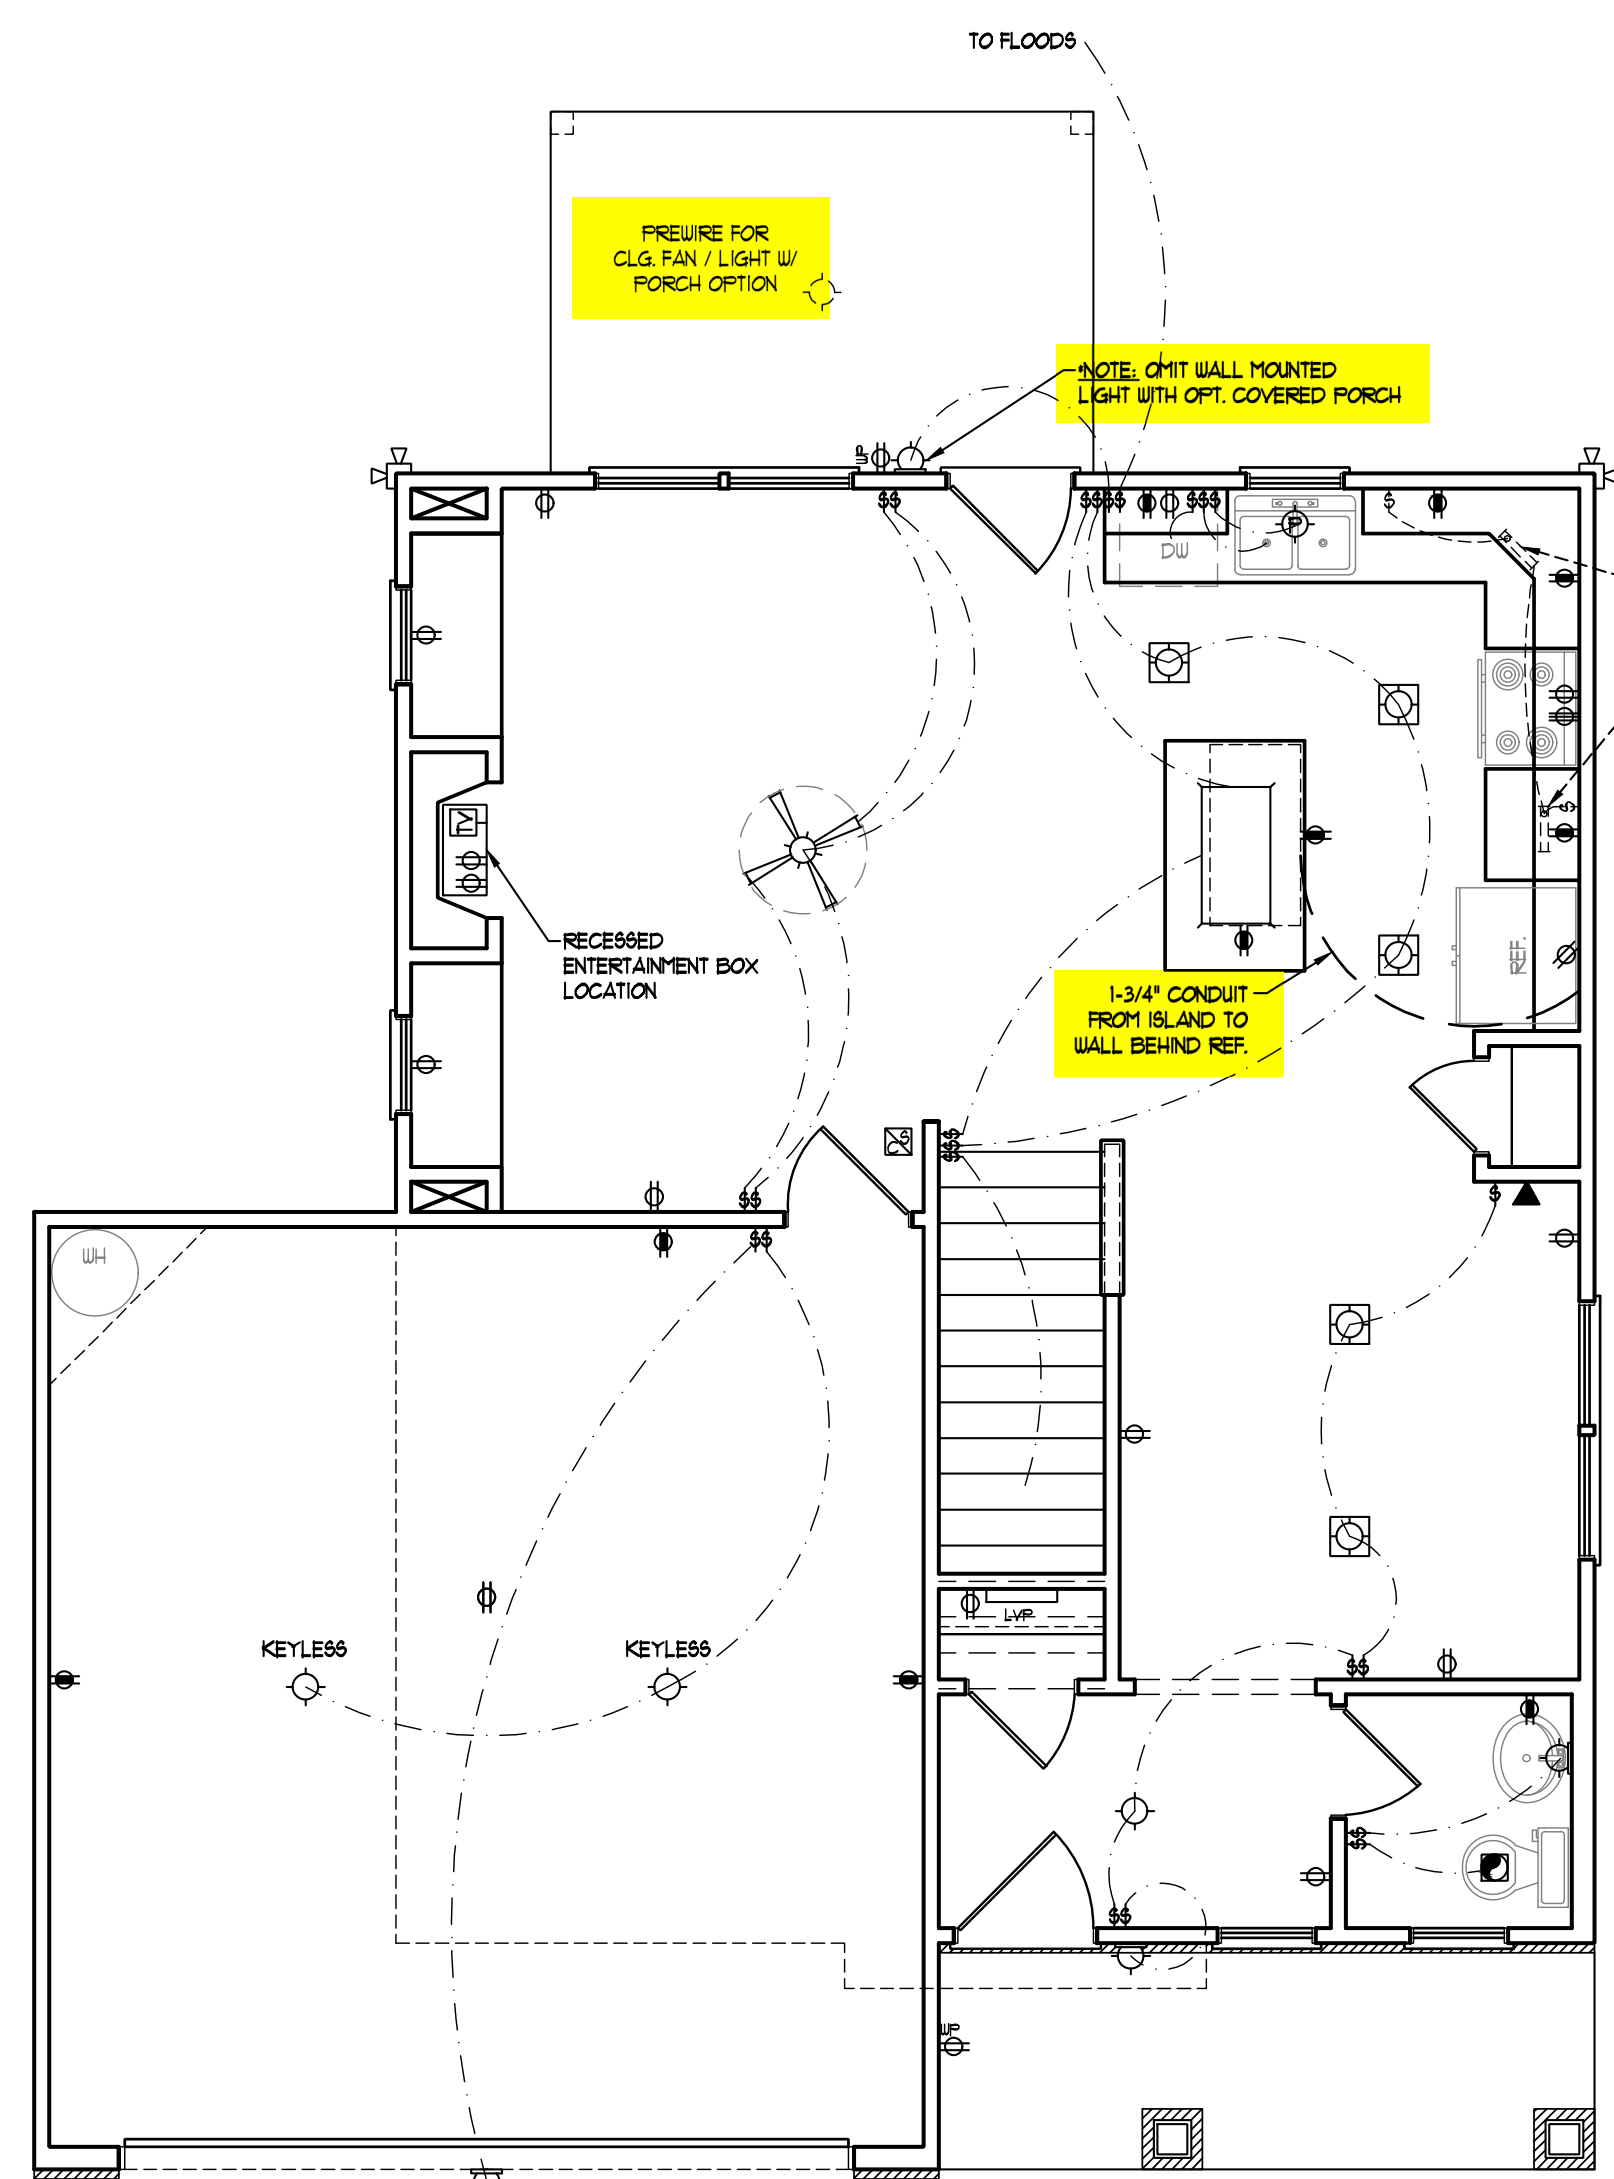 TO FLOODS
PREWIRE FOR
CLG. FAN / LIGHT W/
PORCH OPTION
*NOTE: OMIT WALL MOUNTED
LIGHT WITH OPT. COVERED PORCH
WP
$$
$$$$
$$$
$
D
DW
TV
$
RECESSED
ENTERTAINMENT BOX
LOCATION
REF.
1-3/4" CONDUIT
FROM ISLAND TO
WALL BEHIND REF.
CS
$$
$$$
$$
$
WH
$$
LVP
KEYLESS
KEYLESS
$$
$$
$$
WP